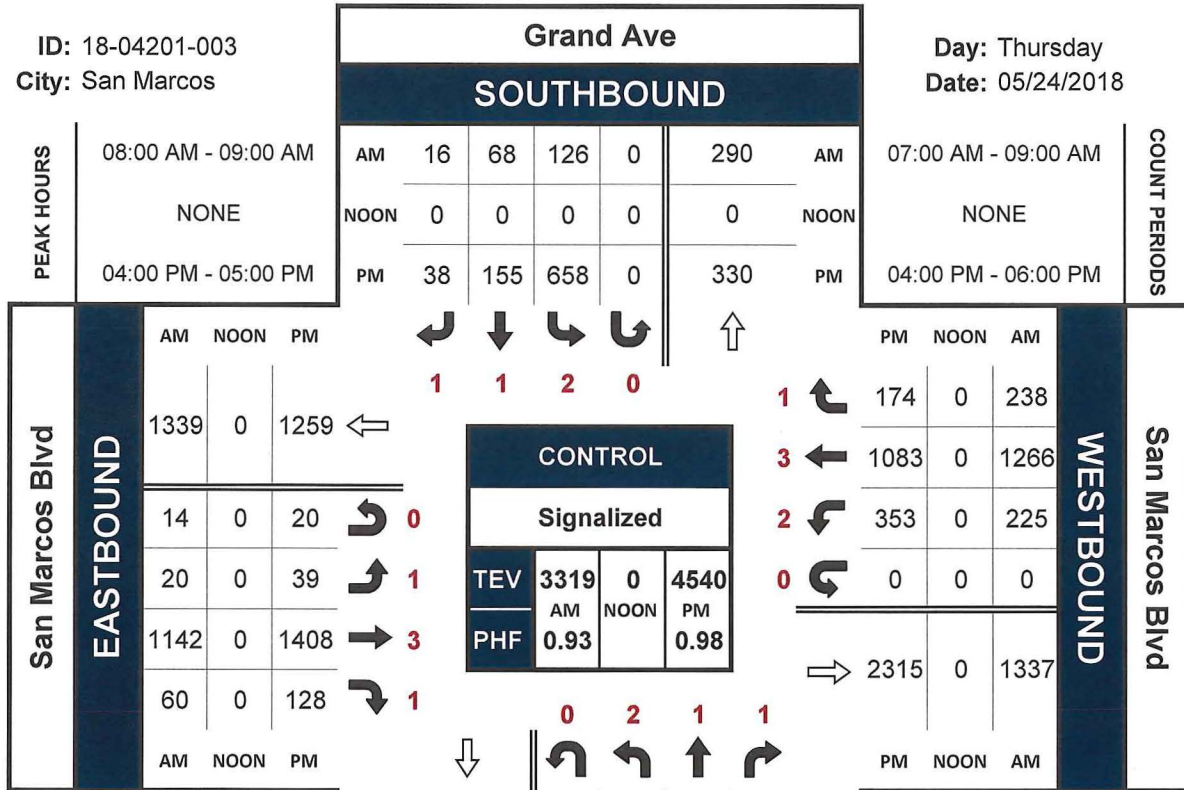 ID: 18-04201-003
City: San Marcos
Grand Ave
SOUTHBOUND
Day: Thursday
Date: 05/24/2018
PEAK HOURS
08:00 AM - 09:00 AM
NONE
04:00 PM - 05:00 PM
AM 16 68 126 0 290 AM
NOON 0 0 0 0 0 NOON
PM 38 155 658 0 330 PM
07:00 AM - 09:00 AM
NONE
04:00 PM - 06:00 PM
COUNT PERIODS
1 1 2 0
San Marcos Blvd
EASTBOUND
AM NOON PM
1339 0 1259
14 0 20 0
20 0 39 1
1142 0 1408 3
60 0 128 1
AM NOON PM
CONTROL
Signalized
TEV 3319 0 4540
AM NOON PM
PHF 0.93 0.98
PM NOON AM
1 174 0 238
3 1083 0 1266
2 353 0 225
0 0 0 0
2315 0 1337
PM NOON AM
WESTBOUND
San Marcos Blvd
0 2 1 1